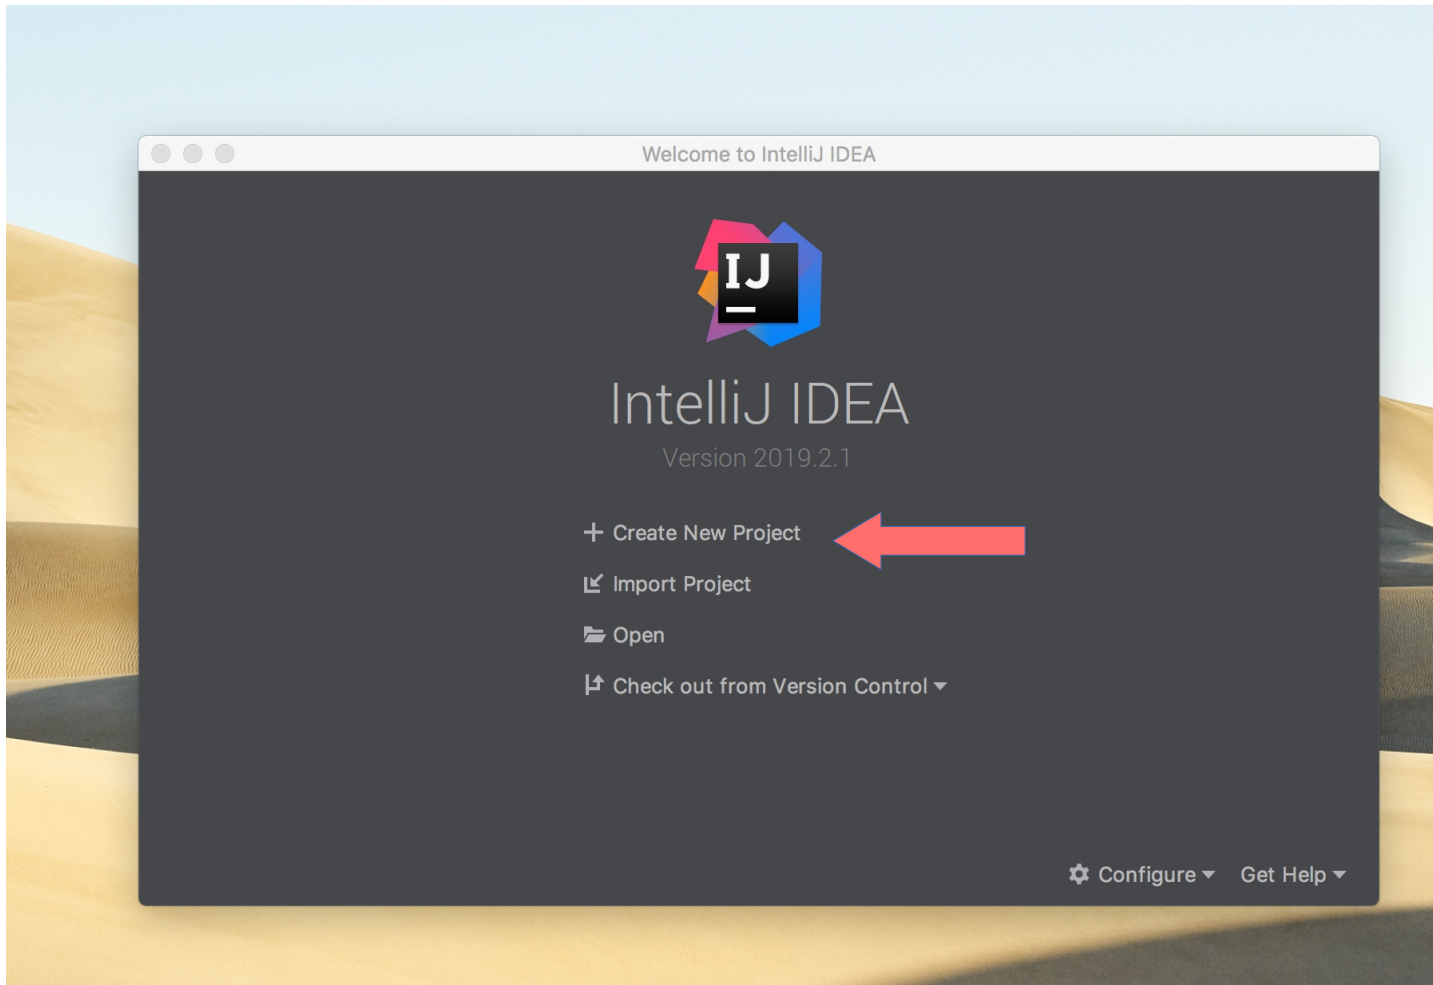 Welcome to IntelliJ IDEA
IJ
IntelliJ IDEA
Version 2019.2.1
Create New Project
Import Project
Open
Check out from Version Control
Configure Get Help